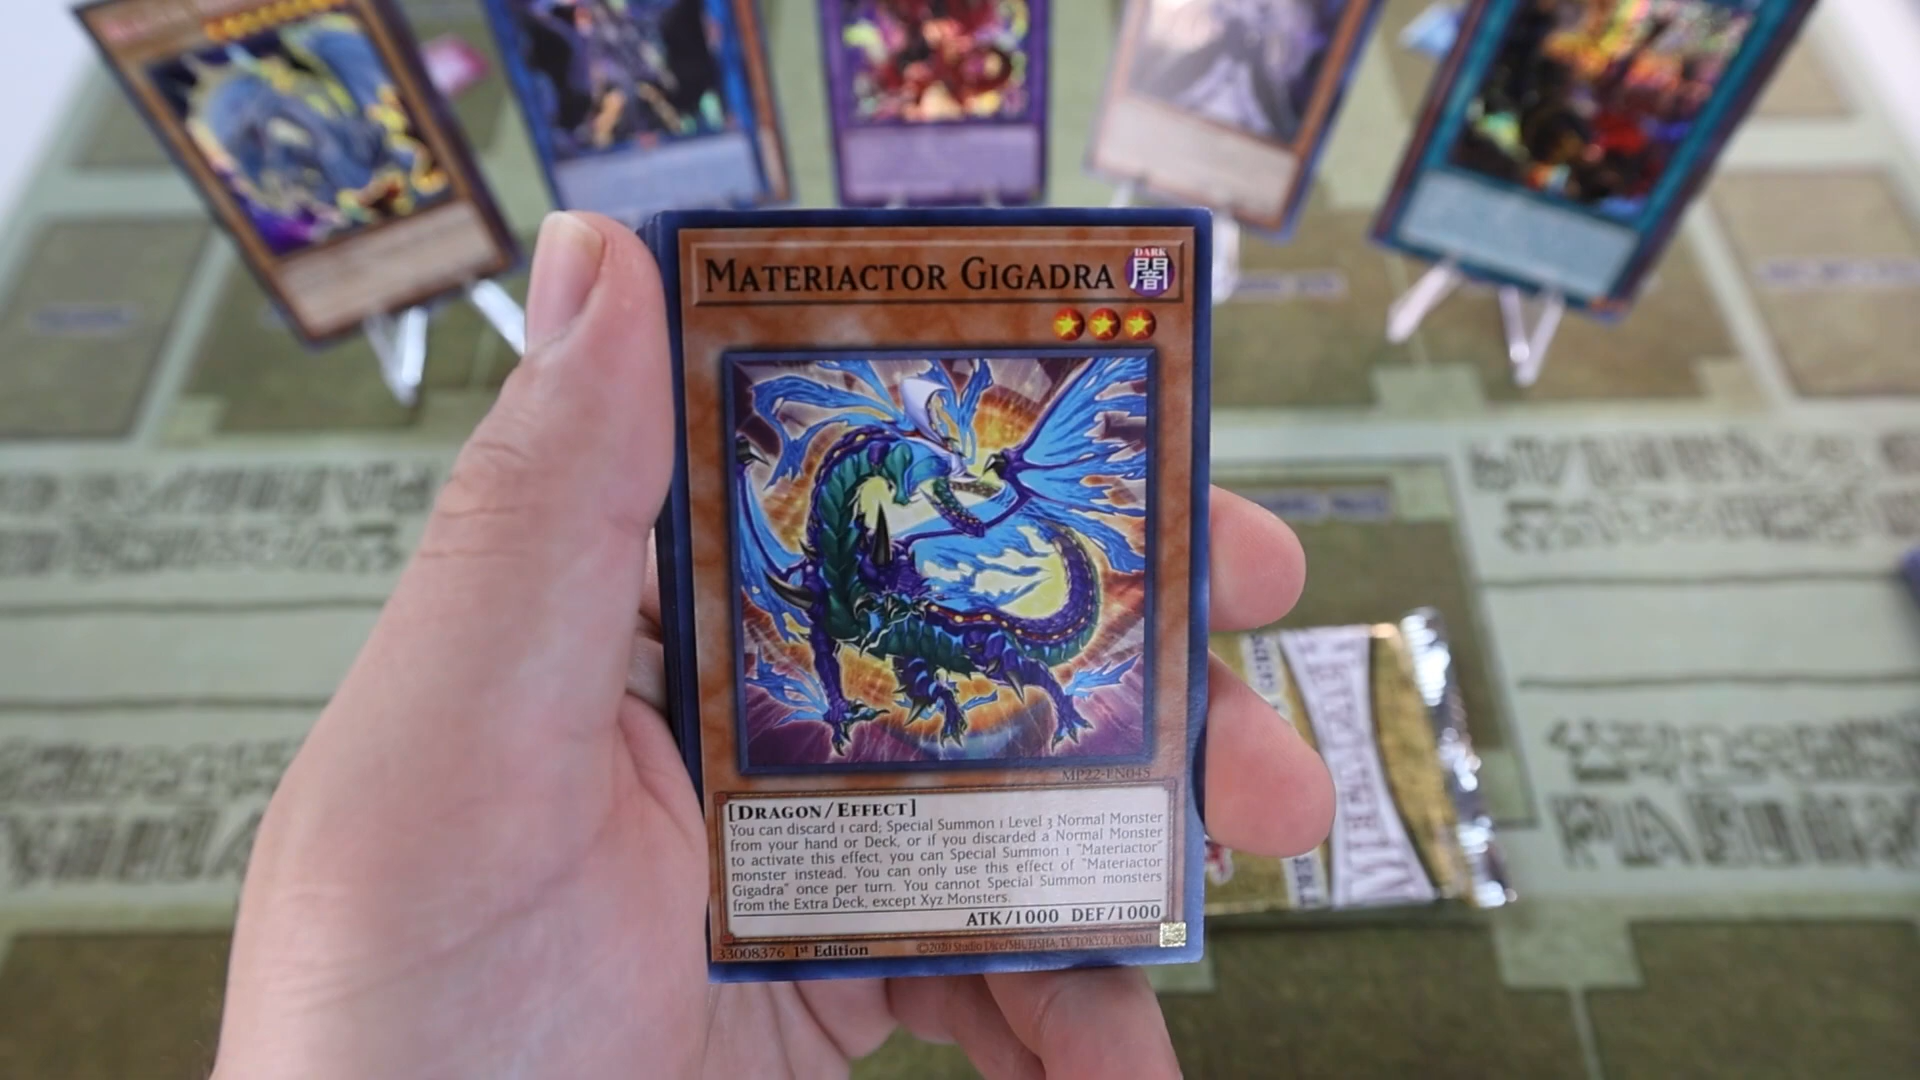 MATERIACTOR GIGADRA
DARK
闇
MP22-EN045
[DRAGON/EFFECT]
You can discard 1 card; Special Summon 1 Level 3 Normal Monster
from your hand or Deck, or if you discarded a Normal Monster
to activate this effect, you can Special Summon 1 "Materiactor"
monster instead. You can only use this effect of "Materiactor
Gigadra" once per turn. You cannot Special Summon monsters
from the Extra Deck, except Xyz Monsters.
ATK/1000 DEF/1000
33008376 1st Edition
©2020 Studio Dice/SHUEISHA, TV TOKYO, KONAMI